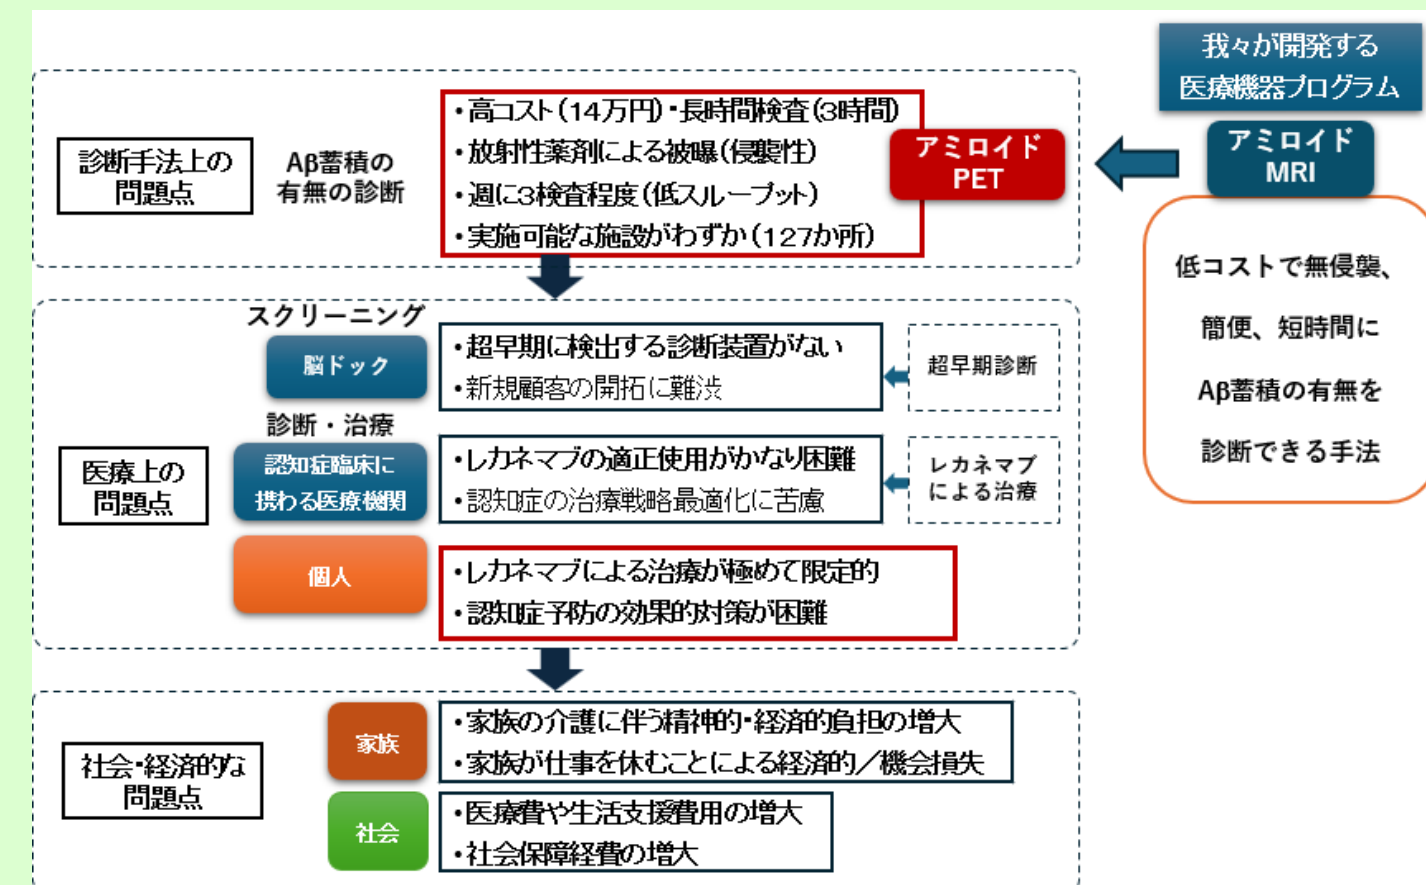 我々が開発する
医療機器プログラム
アミロイド
MRI
低コストで無侵襲、
簡便、短時間に
Aβ蓄積の有無を
診断できる手法
診断手法上の
問題点
Aβ蓄積の
有無の診断
・高コスト(14万円)・長時間検査(3時間)
・放射性薬剤による被曝(侵襲性)
・週に3検査程度(低スループット)
・実施可能な施設がわずか(127か所)
アミロイド
PET
医療上の
問題点
スクリーニング
脳ドック
・超早期に検出する診断装置がない
・新規顧客の開拓に難渋
超早期診断
診断・治療
認知症臨床に
携わる医療機関
・レカネマブの適正使用がかなり困難
・認知症の治療戦略最適化に苦慮
レカネマブ
による治療
個人
・レカネマブによる治療が極めて限定的
・認知症予防の効果的対策が困難
社会・経済的な
問題点
家族
・家族の介護に伴う精神的・経済的負担の増大
・家族が仕事を休むことによる経済的／機会損失
社会
・医療費や生活支援費用の増大
・社会保障経費の増大